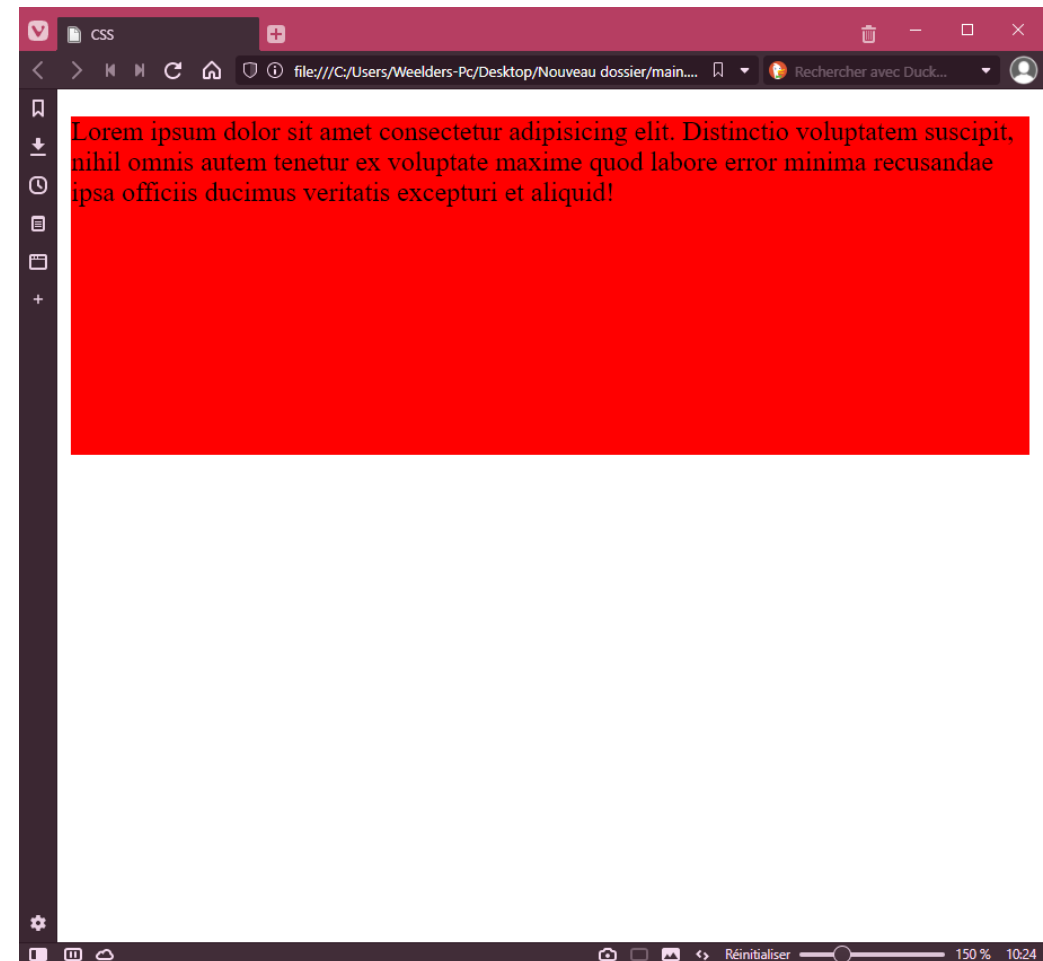 CSS
file:///C:/Users/Weelders-Pc/Desktop/Nouveau dossier/main....
Rechercher avec Duck...
Lorem ipsum dolor sit amet consectetur adipisicing elit. Distinctio voluptatem suscipit,
nihil omnis autem tenetur ex voluptate maxime quod labore error minima recusandae
ipsa officiis ducimus veritatis excepturi et aliquid!
Réinitialiser
150 %
10:24